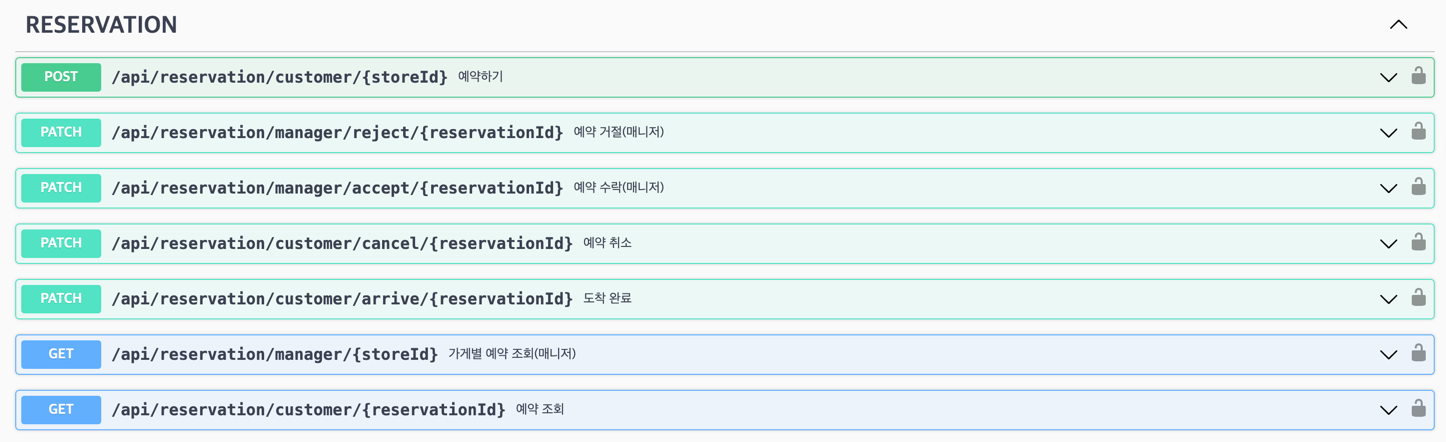 RESERVATION
POST /api/reservation/customer/{storeId} 예약하기
PATCH /api/reservation/manager/reject/{reservationId} 예약 거절(매니저)
PATCH /api/reservation/manager/accept/{reservationId} 예약 수락(매니저)
PATCH /api/reservation/customer/cancel/{reservationId} 예약 취소
PATCH /api/reservation/customer/arrive/{reservationId} 도착 완료
GET /api/reservation/manager/{storeId} 가게별 예약 조회(매니저)
GET /api/reservation/customer/{reservationId} 예약 조회